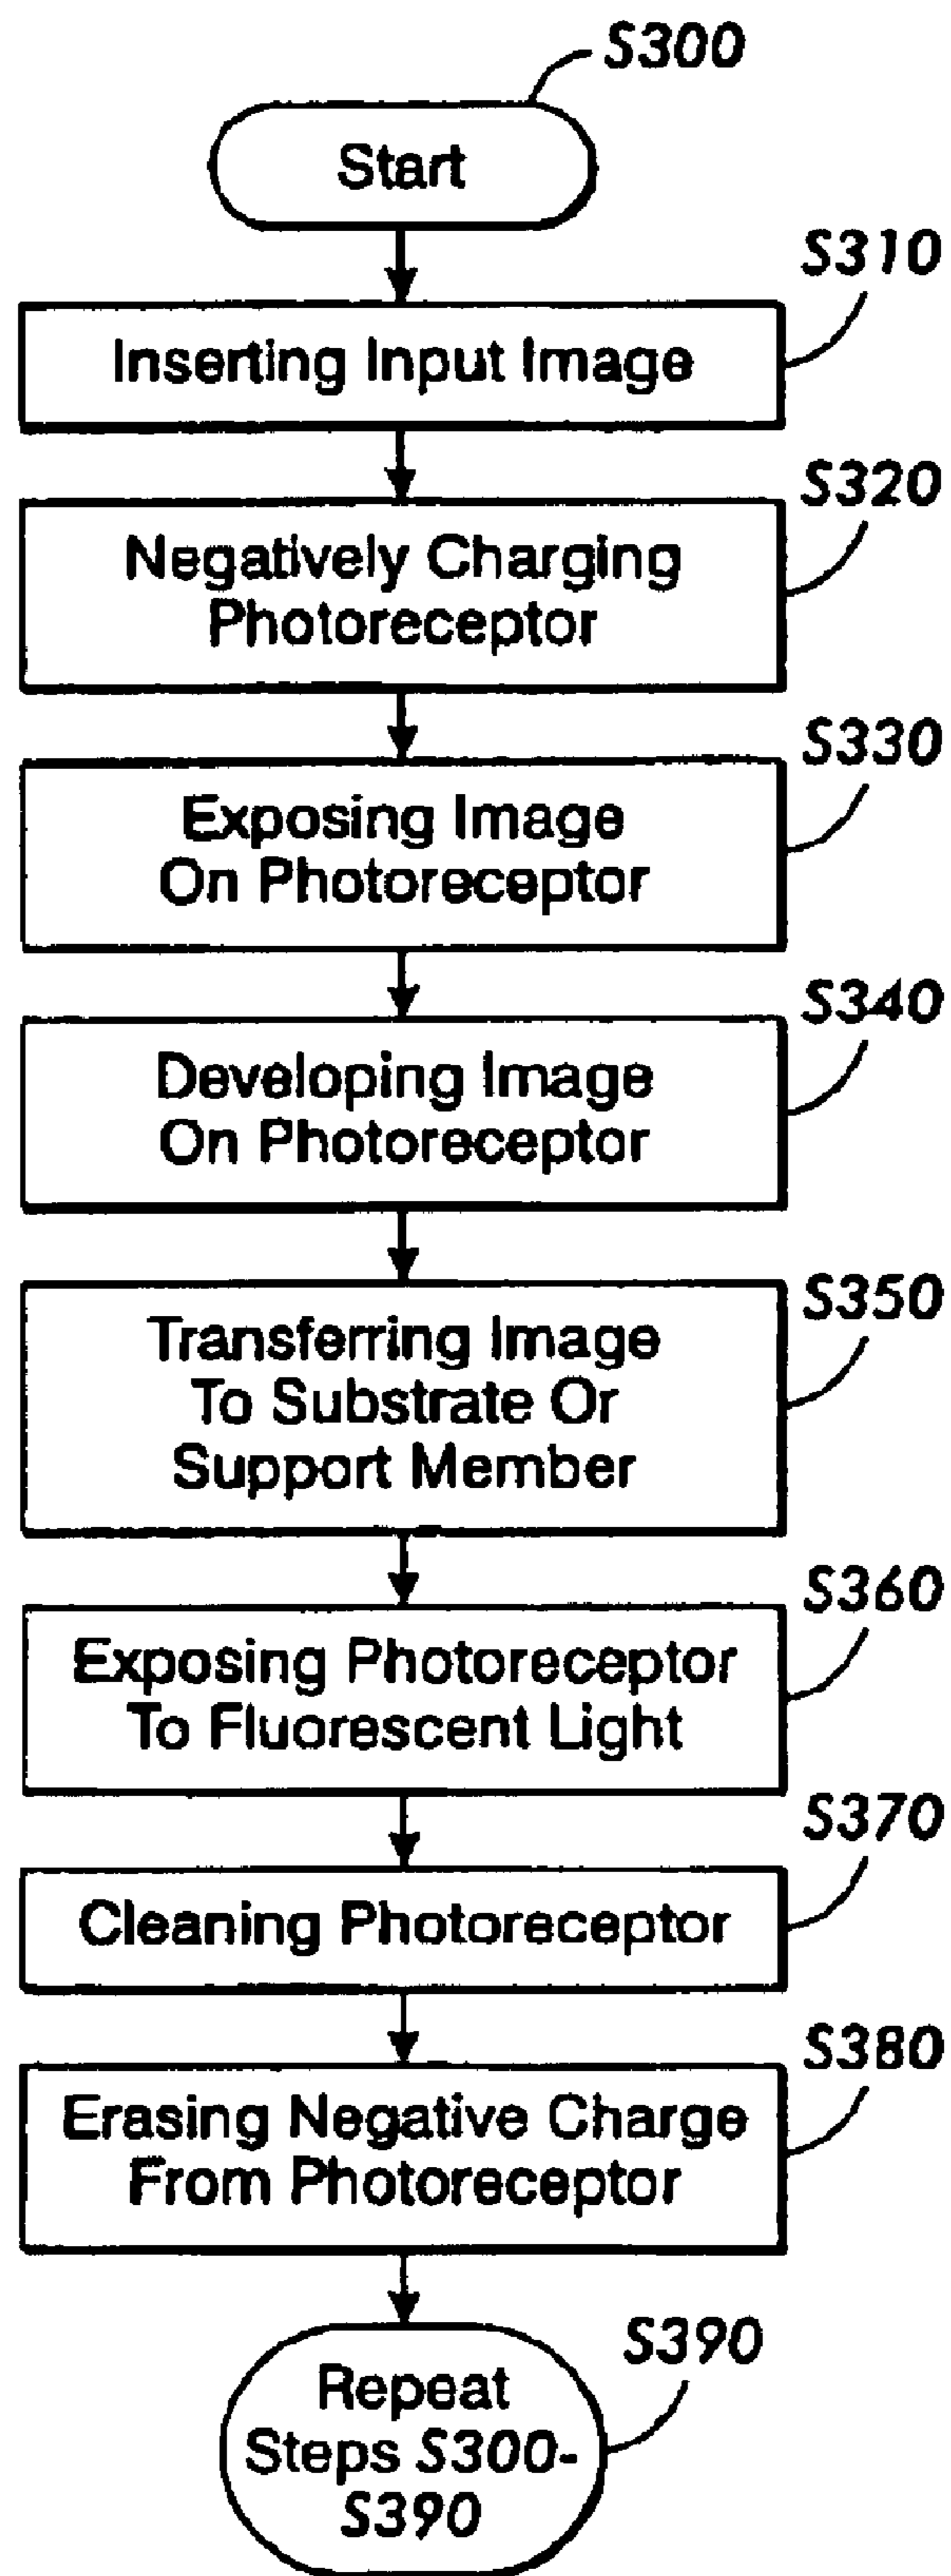 S300
Start
S310
Inserting Input Image
S320
Negatively Charging
Photoreceptor
S330
Exposing Image
On Photoreceptor
S340
Developing Image
On Photoreceptor
S350
Transferring Image
To Substrate Or
Support Member
S360
Exposing Photoreceptor
To Fluorescent Light
S370
Cleaning Photoreceptor
S380
Erasing Negative Charge
From Photoreceptor
S390
Repeat
Steps S300-
S390